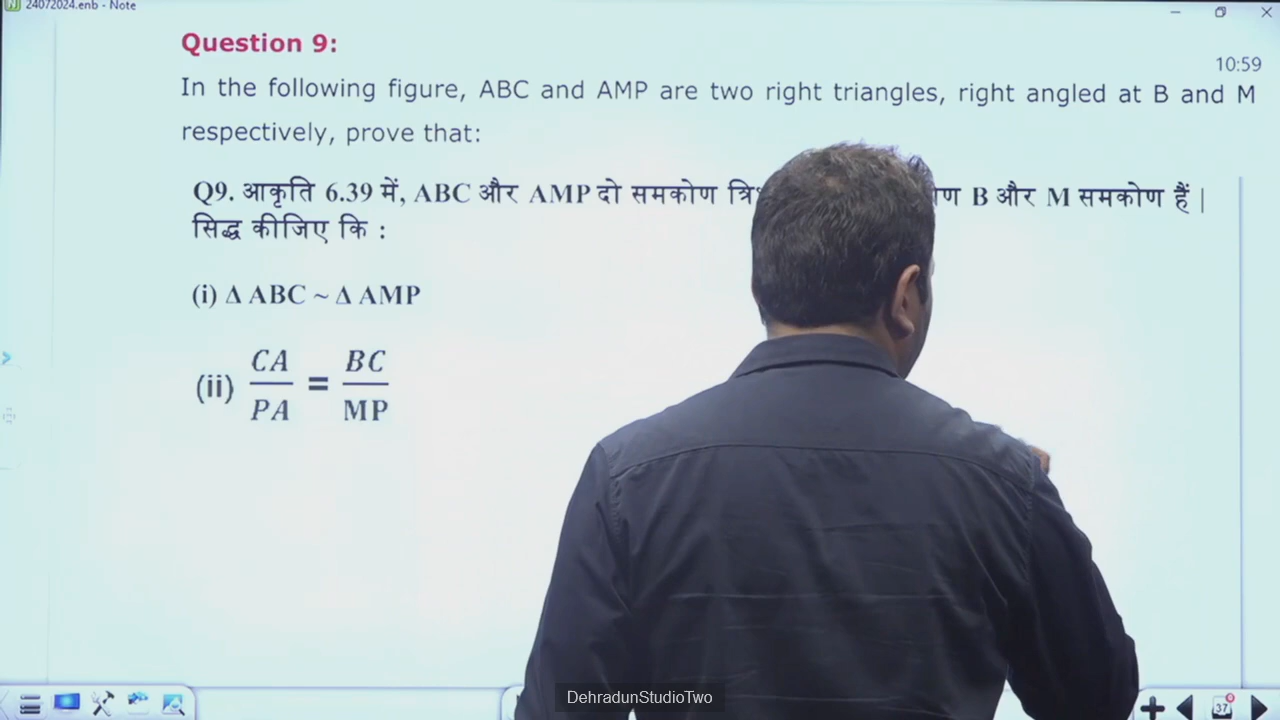 24072024.enb - Note
Question 9:
10:59
In the following figure, ABC and AMP are two right triangles, right angled at B and M
respectively, prove that:
Q9. आकृति 6.39 में, ABC और AMP दो समकोण B और M समकोण हैं |
सिद्ध कीजिए कि :
(i) Δ ABC ~ Δ AMP
(ii) CA/PA = BC/MP
37
DehradunStudioTwo